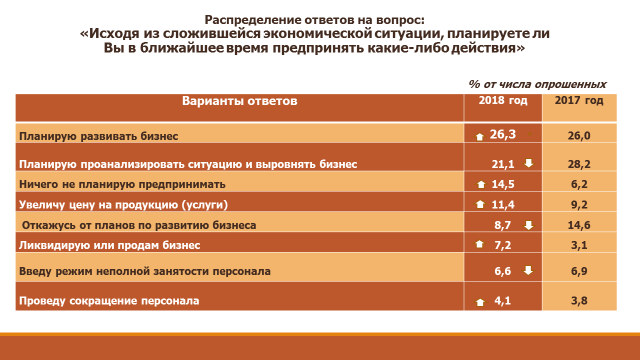 Распределение ответов на вопрос:
«Исходя из сложившейся экономической ситуации, планируете ли
Вы в ближайшее время предпринять какие-либо действия»
% от числа опрошенных
Варианты ответов 2018 год 2017 год
Планирую развивать бизнес 26,3 26,0
Планирую проанализировать ситуацию и выровнять бизнес 21,1 28,2
Ничего не планирую предпринимать 14,5 6,2
Увеличу цену на продукцию (услуги) 11,4 9,2
Откажусь от планов по развитию бизнеса 8,7 14,6
Ликвидирую или продам бизнес 7,2 3,1
Введу режим неполной занятости персонала 6,6 6,9
Проведу сокращение персонала 4,1 3,8